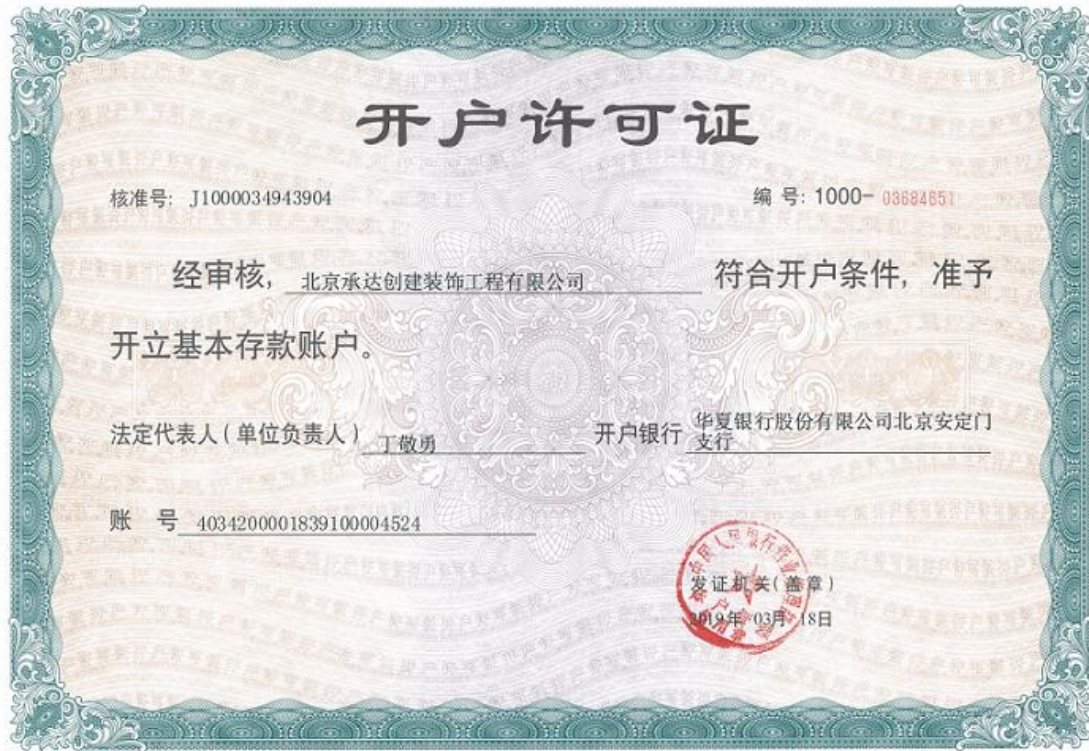 开户许可证
核准号: J1000034943904
编 号: 1000- 03684651
经审核, 北京承达创建装饰工程有限公司 符合开户条件, 准予
开立基本存款账户。
法定代表人(单位负责人) 丁敬勇
开户银行 华夏银行股份有限公司北京安定门
支行
账 号 4034200001839100004524
发证机关(盖章)
2019年 03月 18日